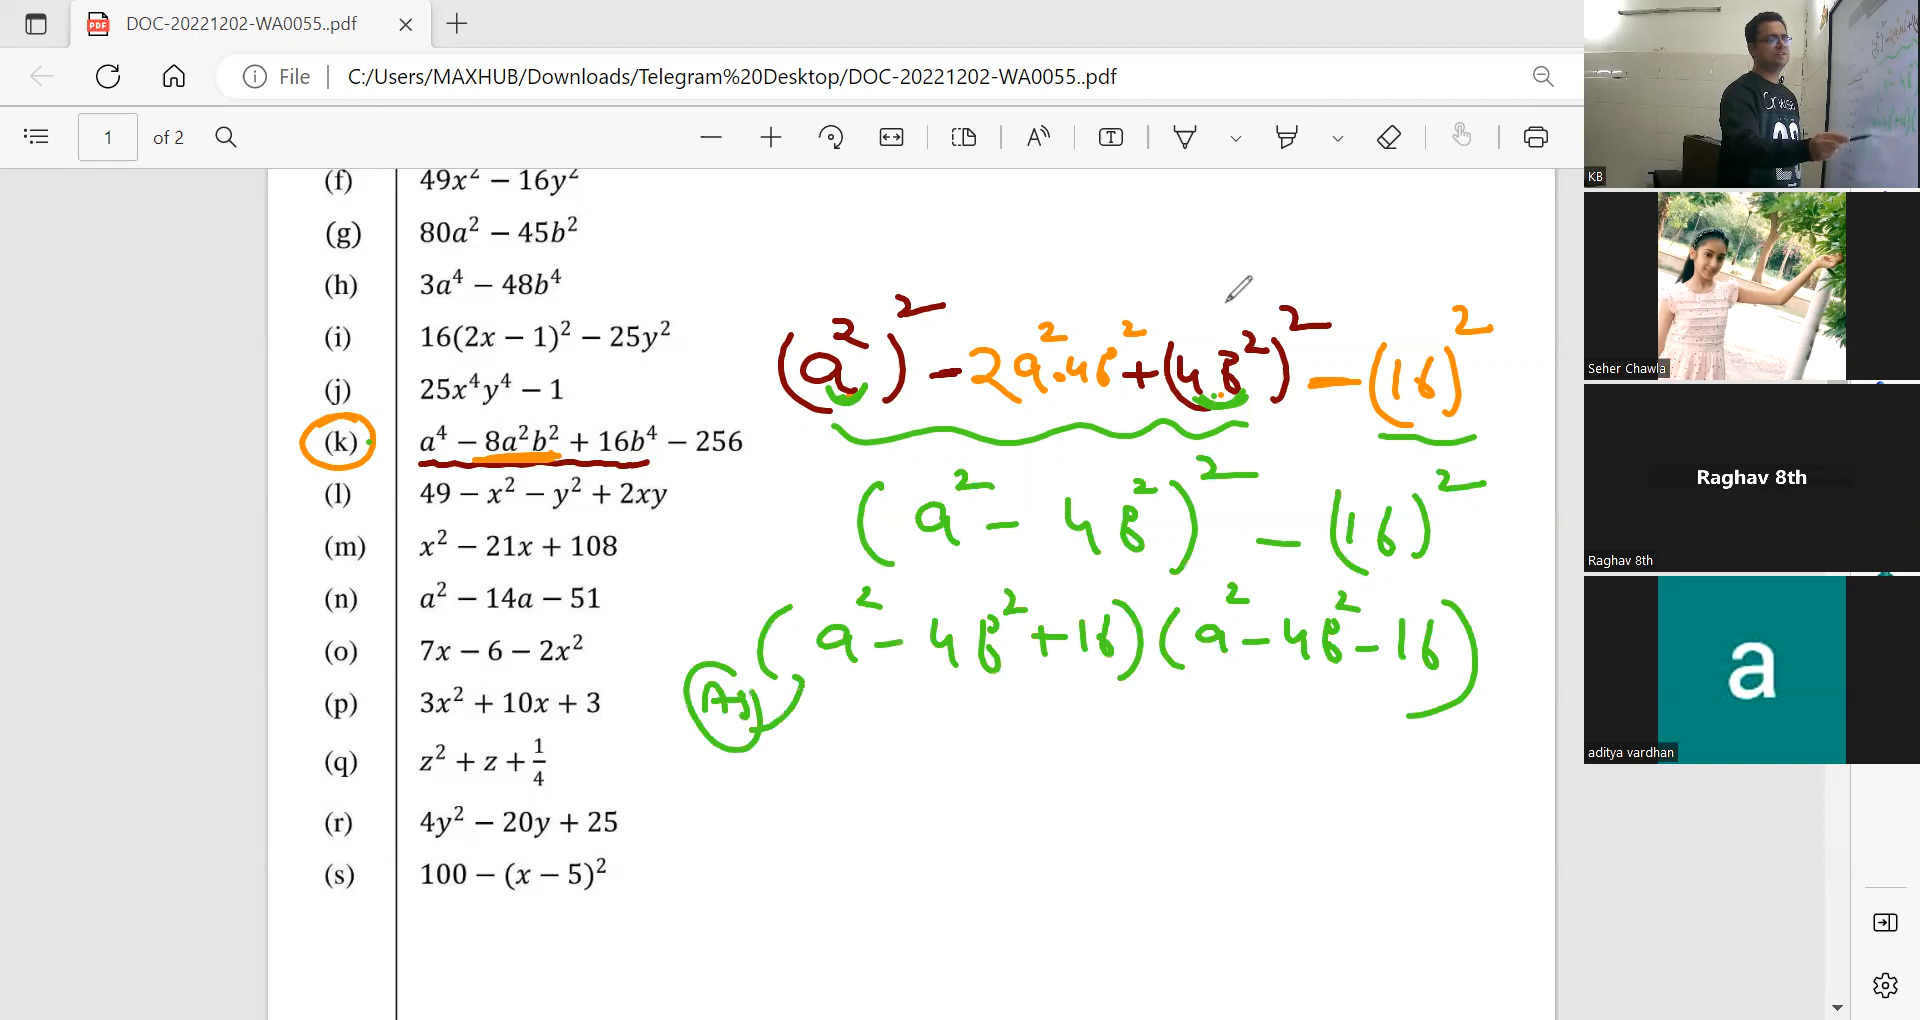 DOC-20221202-WA0055..pdf
File | C:/Users/MAXHUB/Downloads/Telegram%20Desktop/DOC-20221202-WA0055..pdf
1 of 2
(f) 49x² − 16y²
(g) 80a² − 45b²
(h) 3a⁴ − 48b⁴
(i) 16(2x − 1)² − 25y²
(j) 25x⁴y⁴ − 1
(k) a⁴ − 8a²b² + 16b⁴ − 256
(l) 49 − x² − y² + 2xy
(m) x² − 21x + 108
(n) a² − 14a − 51
(o) 7x − 6 − 2x²
(p) 3x² + 10x + 3
(q) z² + z + 1/4
(r) 4y² − 20y + 25
(s) 100 − (x − 5)²
(a²)² − 2a²·4b² + (4b²)² − (16)²
(a² − 4b²)² − (16)²
(a² − 4b² + 16)(a² − 4b² − 16)
KB
Seher Chawla
Raghav 8th
Raghav 8th
a
aditya vardhan